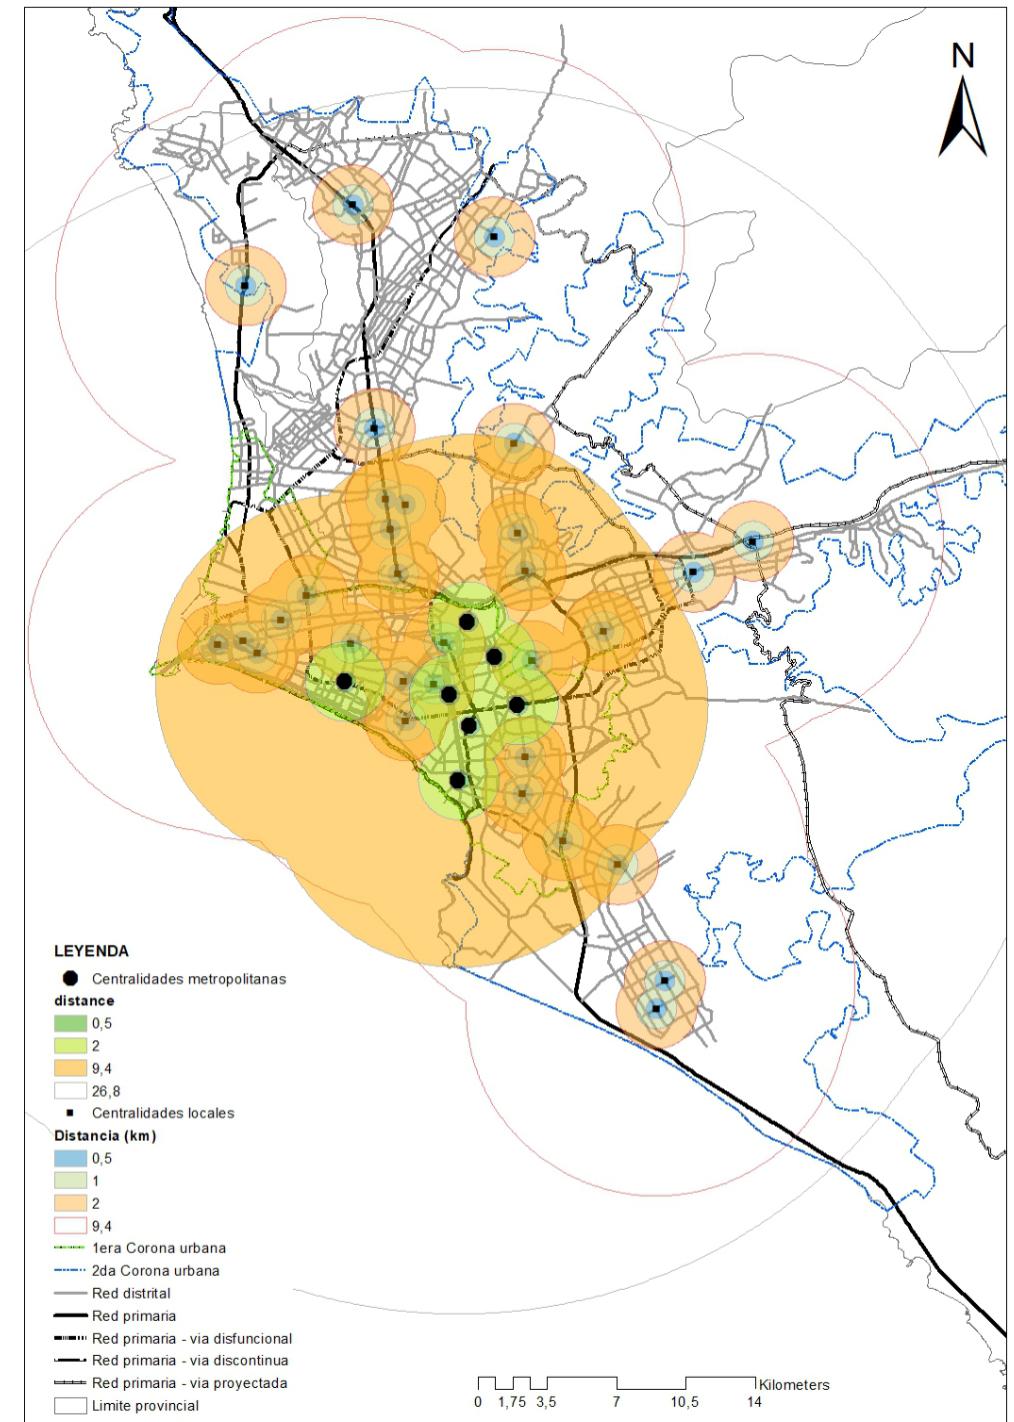 N
LEYENDA
Centralidades metropolitanas
distance
0,5
2
9,4
26,8
Centralidades locales
Distancia (km)
0,5
1
2
9,4
1era Corona urbana
2da Corona urbana
Red distrital
Red primaria
Red primaria - via disfuncional
Red primaria - via discontinua
Red primaria - via proyectada
Limite provincial
Kilometers
0 1,75 3,5 7 10,5 14